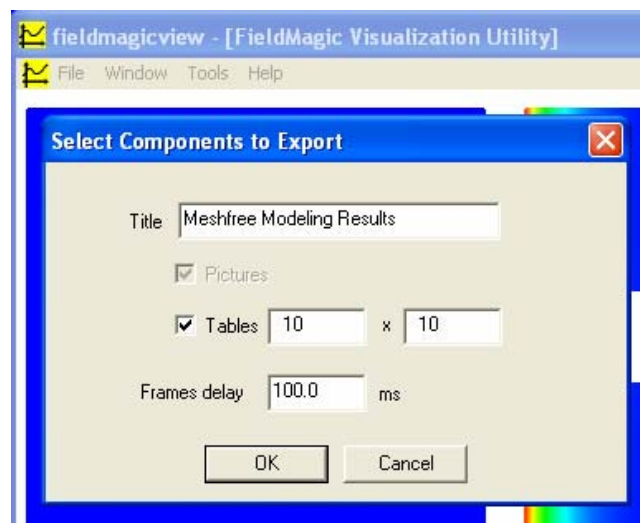 fieldmagicview - [FieldMagic Visualization Utility]
File Window Tools Help
Select Components to Export
Title Meshfree Modeling Results
Pictures
Tables 10 x 10
Frames delay 100.0 ms
OK Cancel